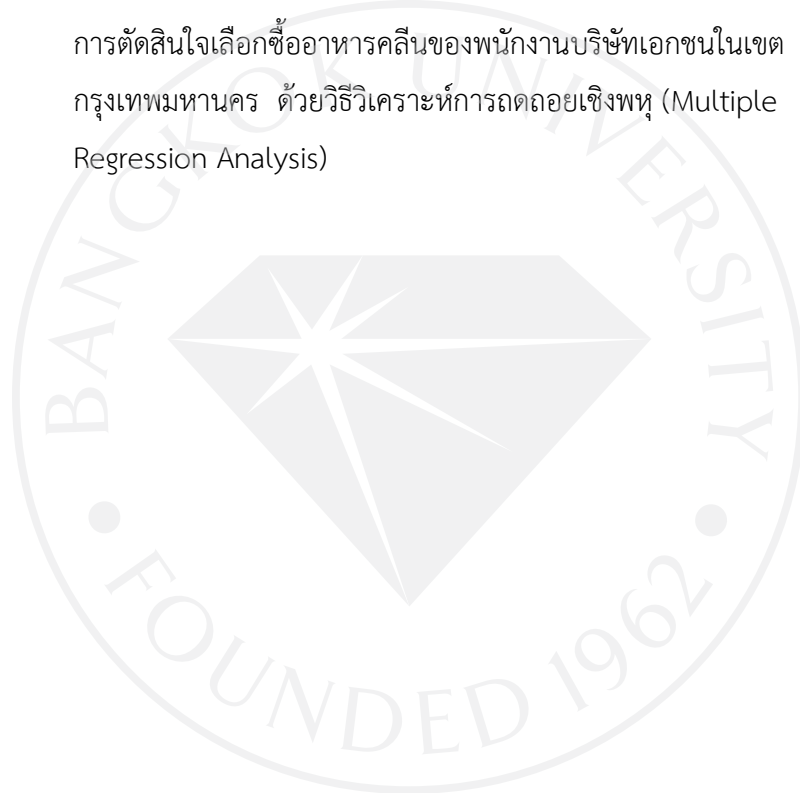 การตัดสินใจเลือกซื้ออาหารคลีนของพนักงานบริษัทเอกชนในเขต
กรุงเทพมหานคร ด้วยวิธีวิเคราะห์การถดถอยเชิงพหุ (Multiple
Regression Analysis)
BANGKOK UNIVERSITY
FOUNDED 1962